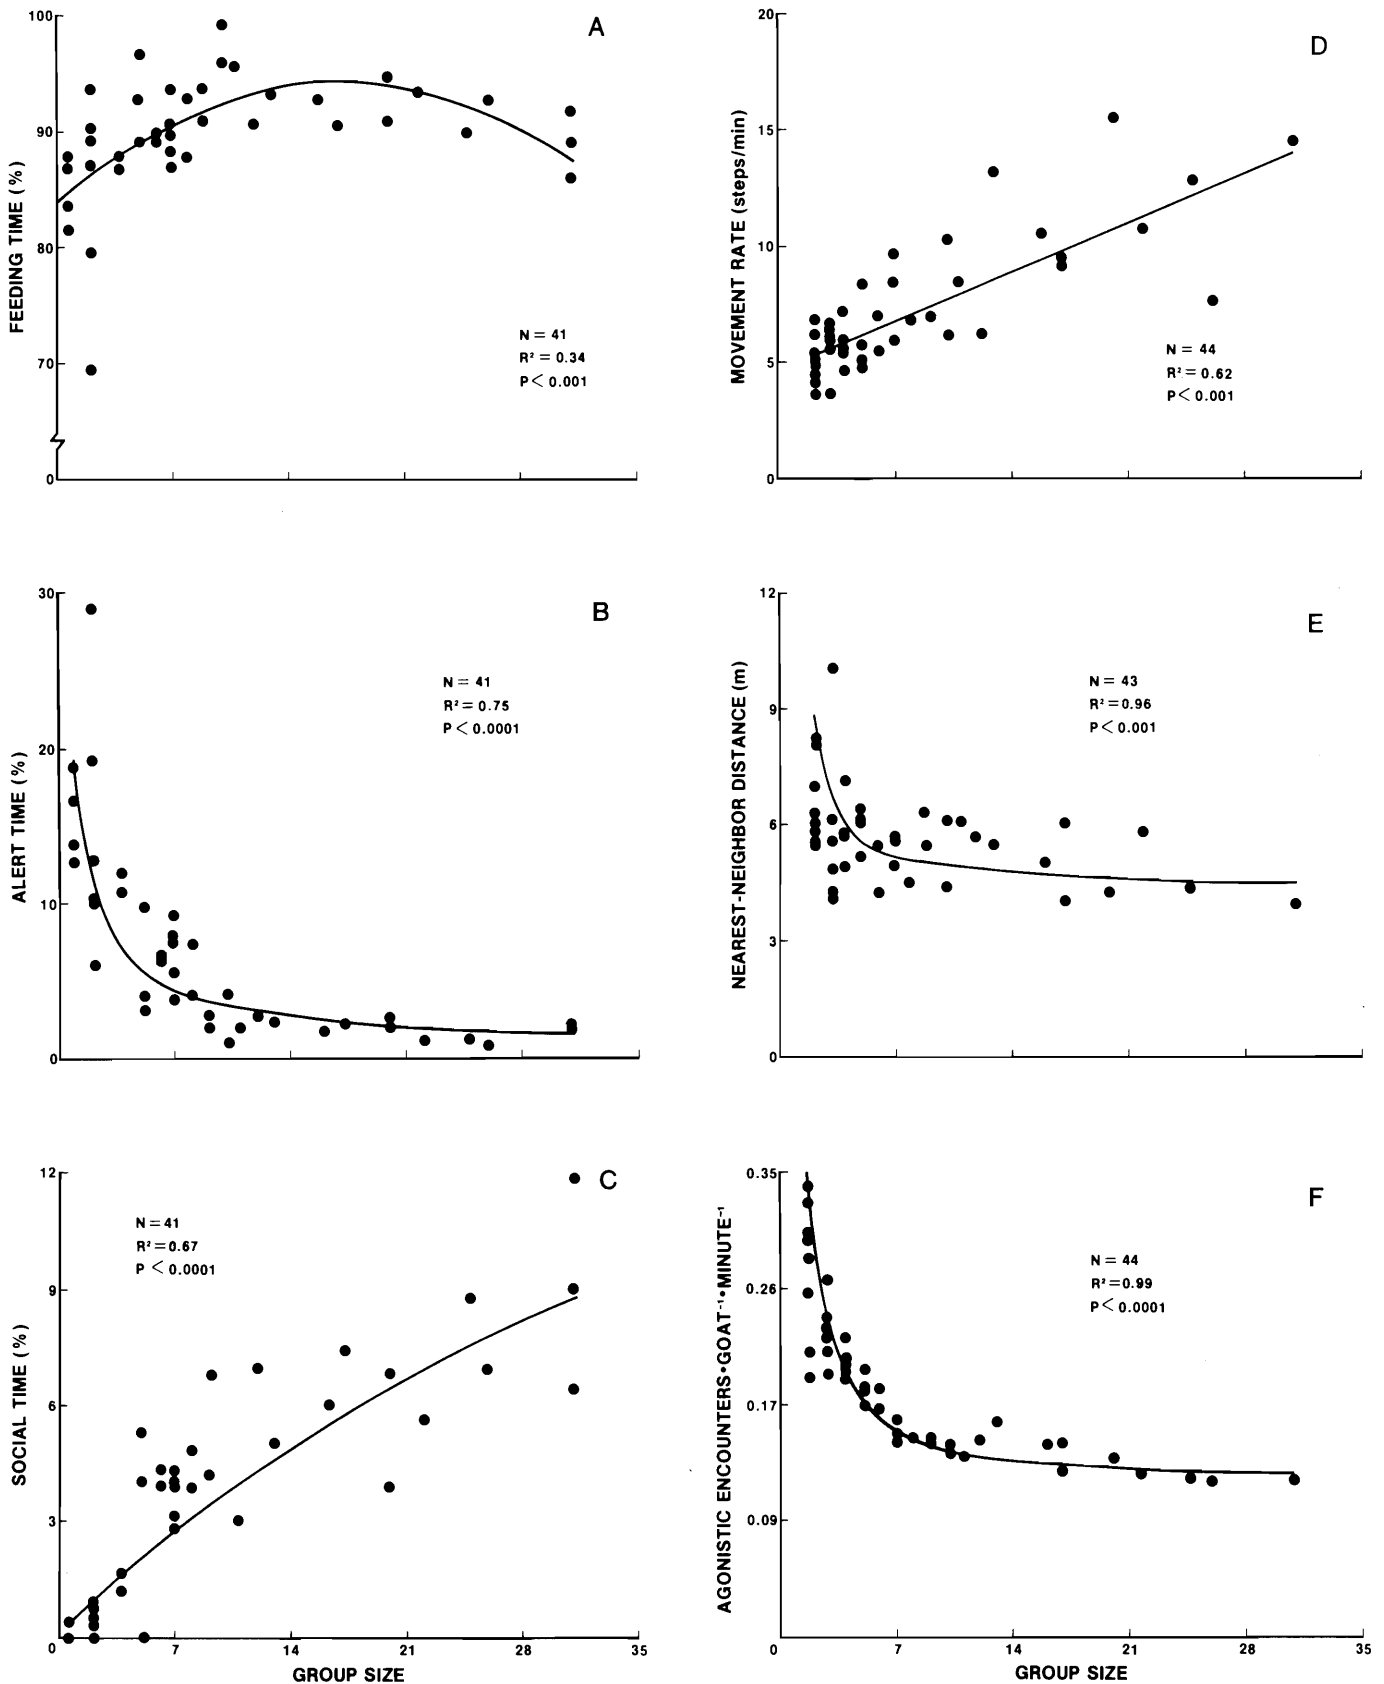 A
FEEDING TIME (%)
100
90
80
70
0
N = 41
R² = 0.34
P < 0.001
D
MOVEMENT RATE (steps/min)
20
15
10
5
0
N = 44
R² = 0.62
P < 0.001
B
ALERT TIME (%)
30
20
10
0
N = 41
R² = 0.75
P < 0.0001
E
NEAREST-NEIGHBOR DISTANCE (m)
12
9
6
3
0
N = 43
R² = 0.96
P < 0.001
C
SOCIAL TIME (%)
12
9
6
3
0
N = 41
R² = 0.67
P < 0.0001
7 14 21 28 35
GROUP SIZE
F
AGONISTIC ENCOUNTERS•GOAT⁻¹•MINUTE⁻¹
0.35
0.26
0.17
0.09
N = 44
R² = 0.99
P < 0.0001
0 7 14 21 28 35
GROUP SIZE